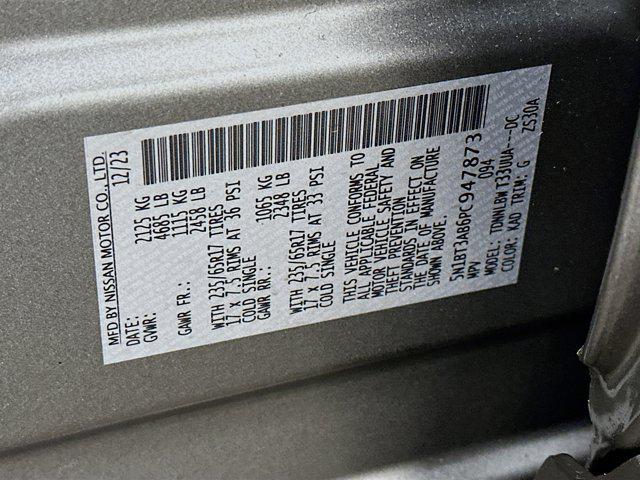 MFD BY NISSAN MOTOR CO., LTD.
DATE: 12/23
GVWR: 2125 KG
4685 LB
GAWR FR.: 1115 KG
2458 LB
WITH 235/65R17 TIRES
17 x 7.5 RIMS AT 36 PSI
COLD SINGLE
GAWR RR.: 1065 KG
2348 LB
WITH 235/65R17 TIRES
17 x 7.5 RIMS AT 33 PSI
COLD SINGLE
THIS VEHICLE CONFORMS TO
ALL APPLICABLE FEDERAL
MOTOR VEHICLE SAFETY AND
THEFT PREVENTION
STANDARDS IN EFFECT ON
THE DATE OF MANUFACTURE
SHOWN ABOVE.
5N1BT3AB6PC947873
MPV 094
MODEL: TDNNLBW T33UUA---DC
COLOR: KAD TRIM: G ZS30A